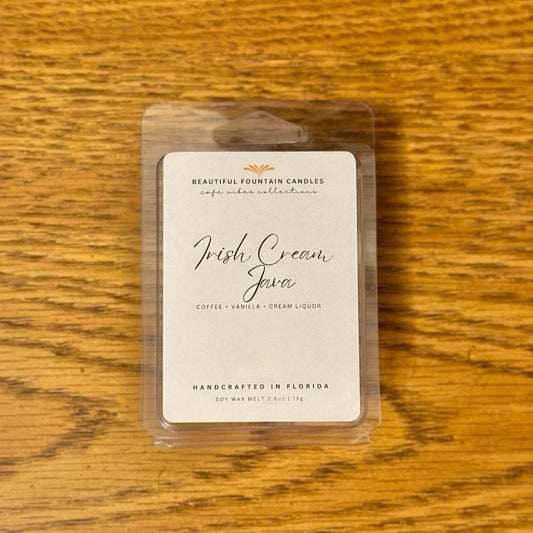 BEAUTIFUL FOUNTAIN CANDLES
cafe vibes collections
Irish Cream
Java
COFFEE + VANILLA + CREAM LIQUOR
HANDCRAFTED IN FLORIDA
SOY WAX MELT 2.6oz | 75g